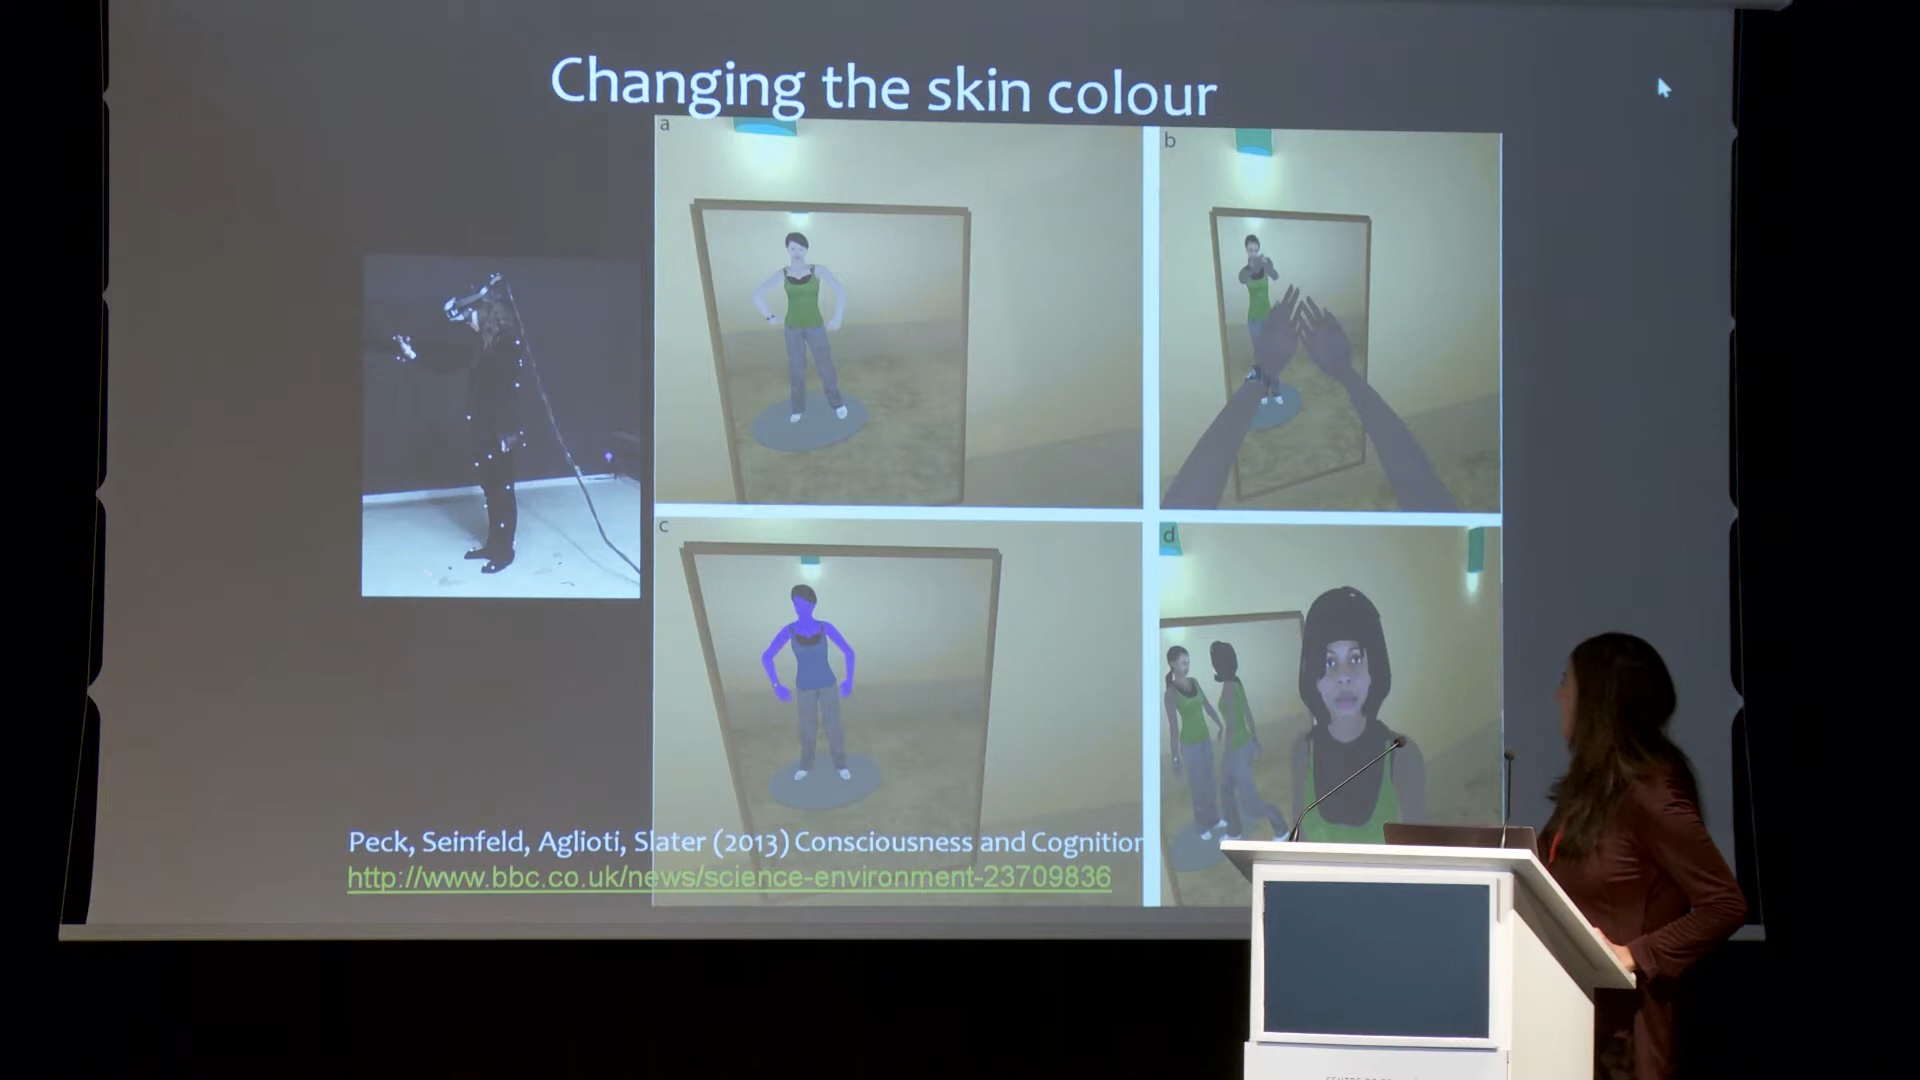 Changing the skin colour
a
b
c
d
Peck, Seinfeld, Aglioti, Slater (2013) Consciousness and Cognition
http://www.bbc.co.uk/news/science-environment-23709836